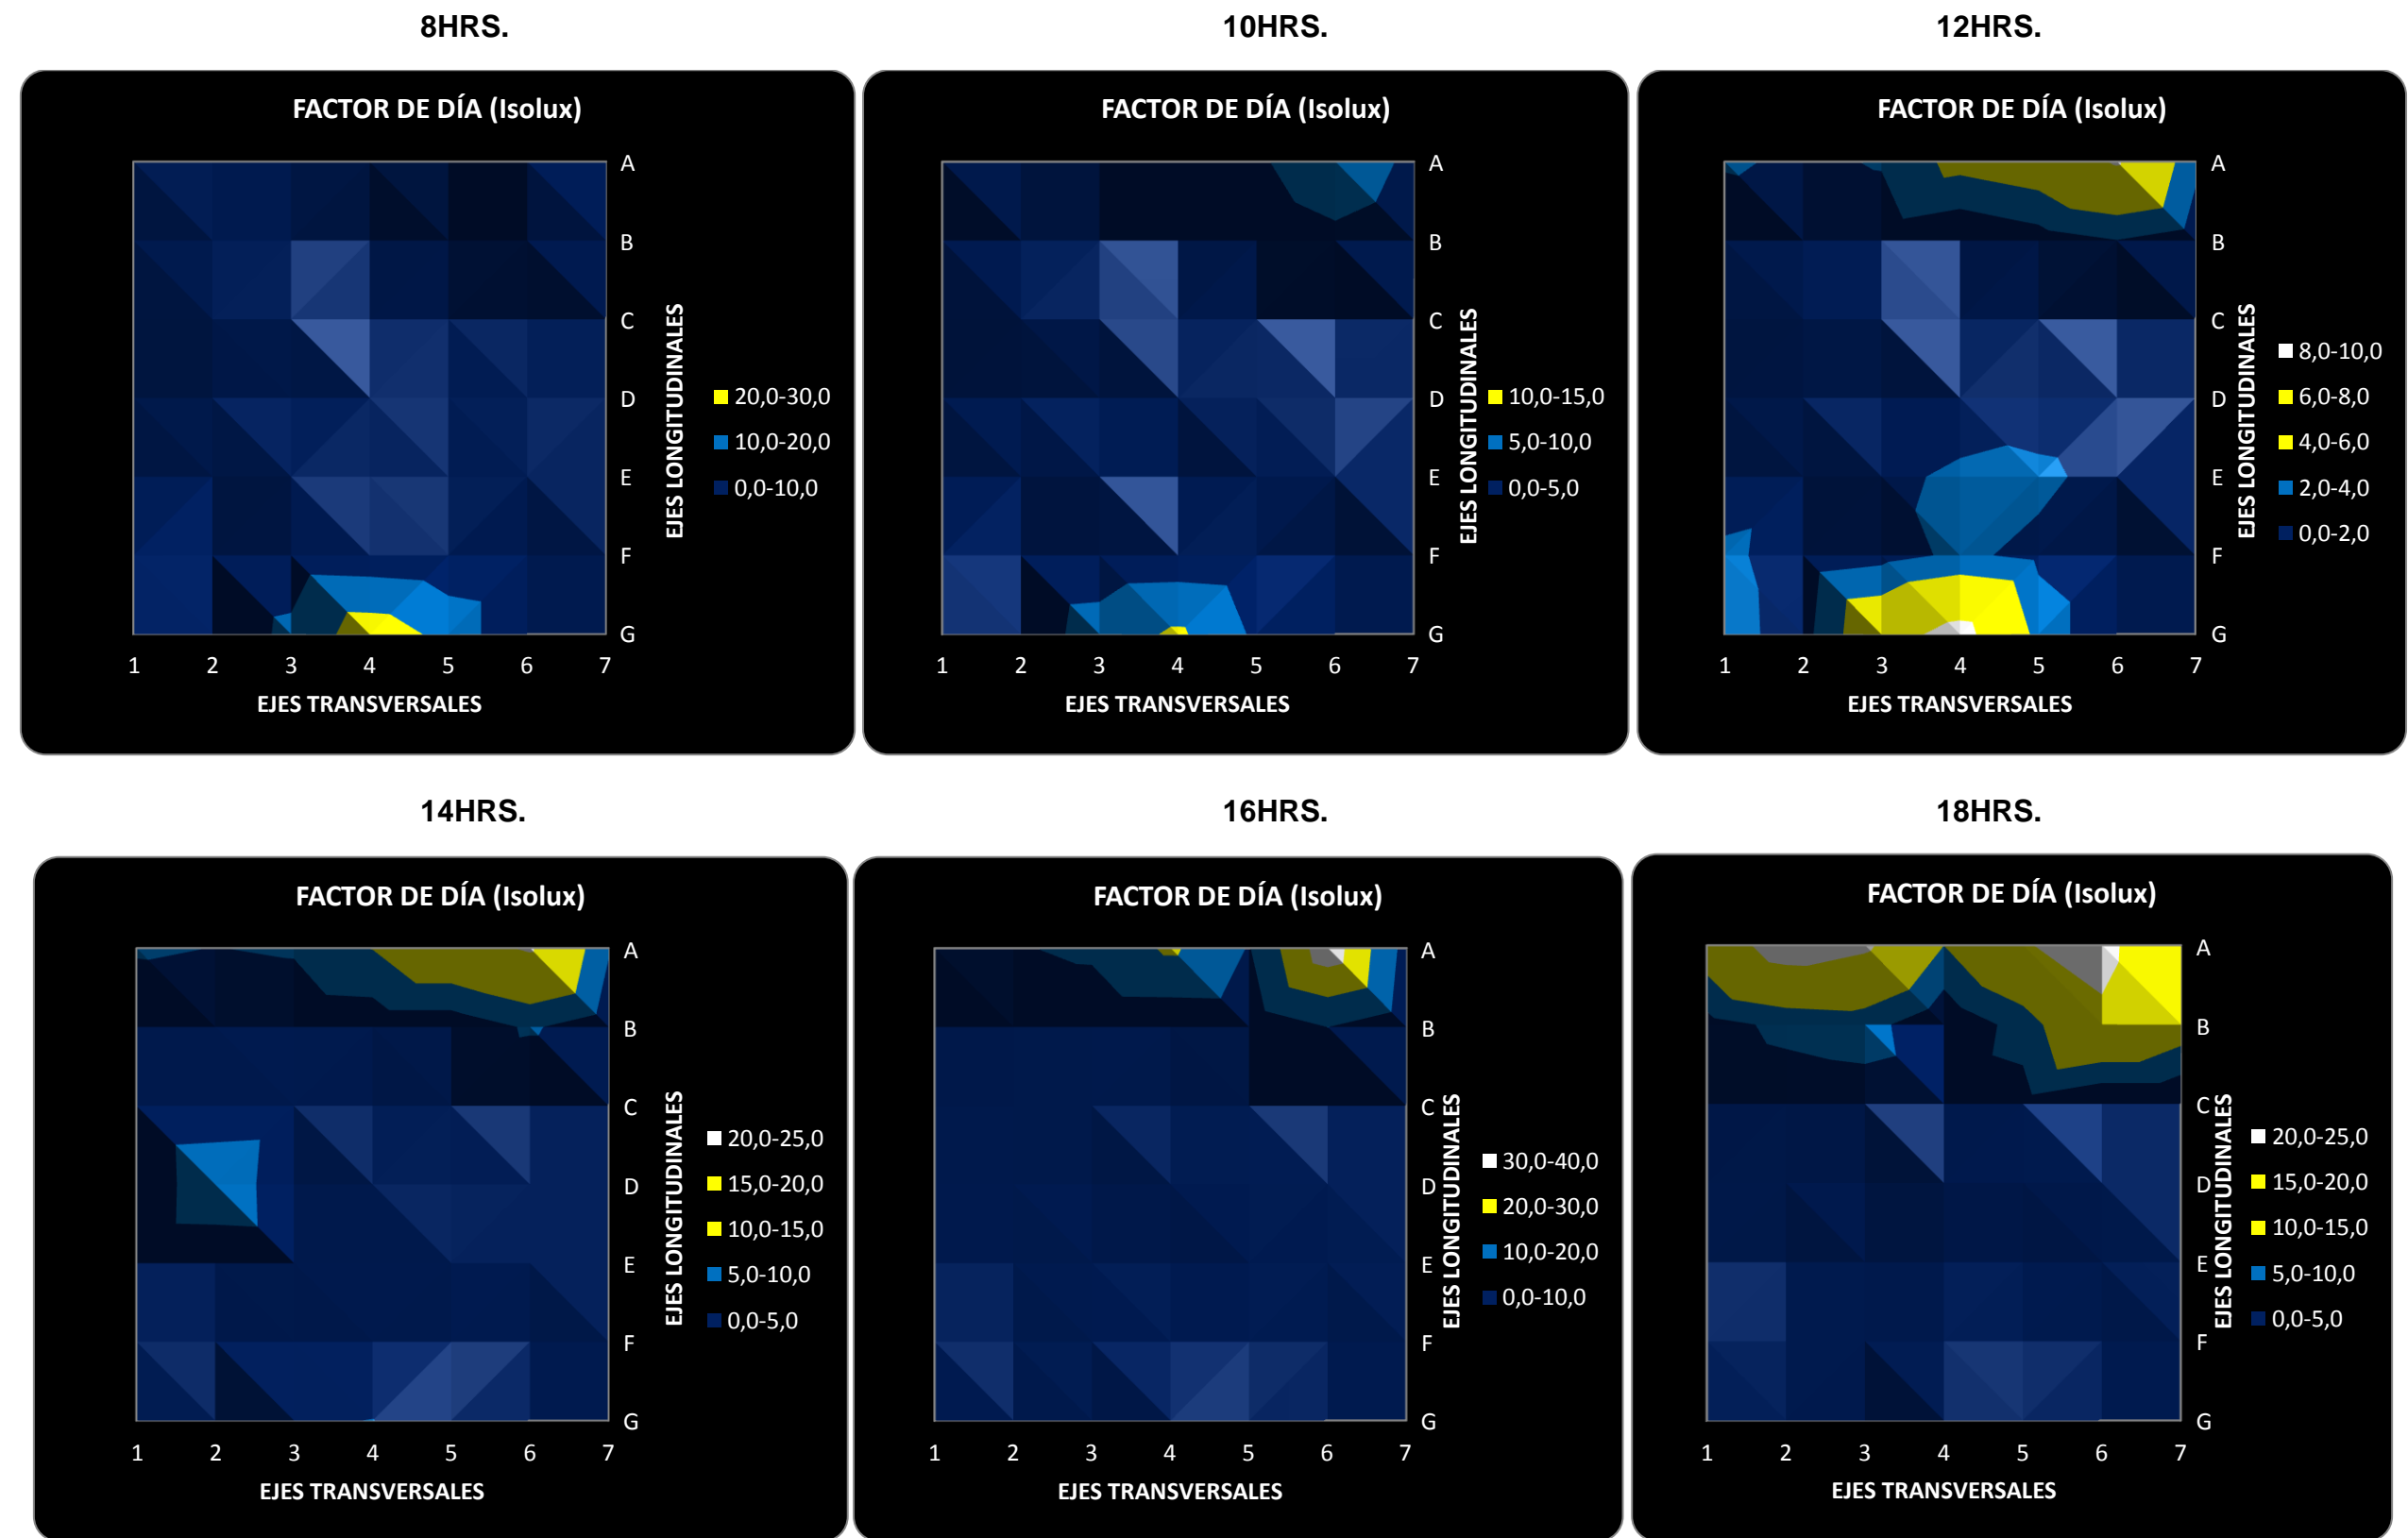 8HRS.
FACTOR DE DÍA (Isolux)
A
B
C
D
E
F
G
1 2 3 4 5 6 7
EJES TRANSVERSALES
EJES LONGITUDINALES
20,0-30,0
10,0-20,0
0,0-10,0
10HRS.
FACTOR DE DÍA (Isolux)
A
B
C
D
E
F
G
1 2 3 4 5 6 7
EJES TRANSVERSALES
EJES LONGITUDINALES
10,0-15,0
5,0-10,0
0,0-5,0
12HRS.
FACTOR DE DÍA (Isolux)
A
B
C
D
E
F
G
1 2 3 4 5 6 7
EJES TRANSVERSALES
EJES LONGITUDINALES
8,0-10,0
6,0-8,0
4,0-6,0
2,0-4,0
0,0-2,0
14HRS.
FACTOR DE DÍA (Isolux)
A
B
C
D
E
F
G
1 2 3 4 5 6 7
EJES TRANSVERSALES
EJES LONGITUDINALES
20,0-25,0
15,0-20,0
10,0-15,0
5,0-10,0
0,0-5,0
16HRS.
FACTOR DE DÍA (Isolux)
A
B
C
D
E
F
G
1 2 3 4 5 6 7
EJES TRANSVERSALES
EJES LONGITUDINALES
30,0-40,0
20,0-30,0
10,0-20,0
0,0-10,0
18HRS.
FACTOR DE DÍA (Isolux)
A
B
C
D
E
F
G
1 2 3 4 5 6 7
EJES TRANSVERSALES
EJES LONGITUDINALES
20,0-25,0
15,0-20,0
10,0-15,0
5,0-10,0
0,0-5,0